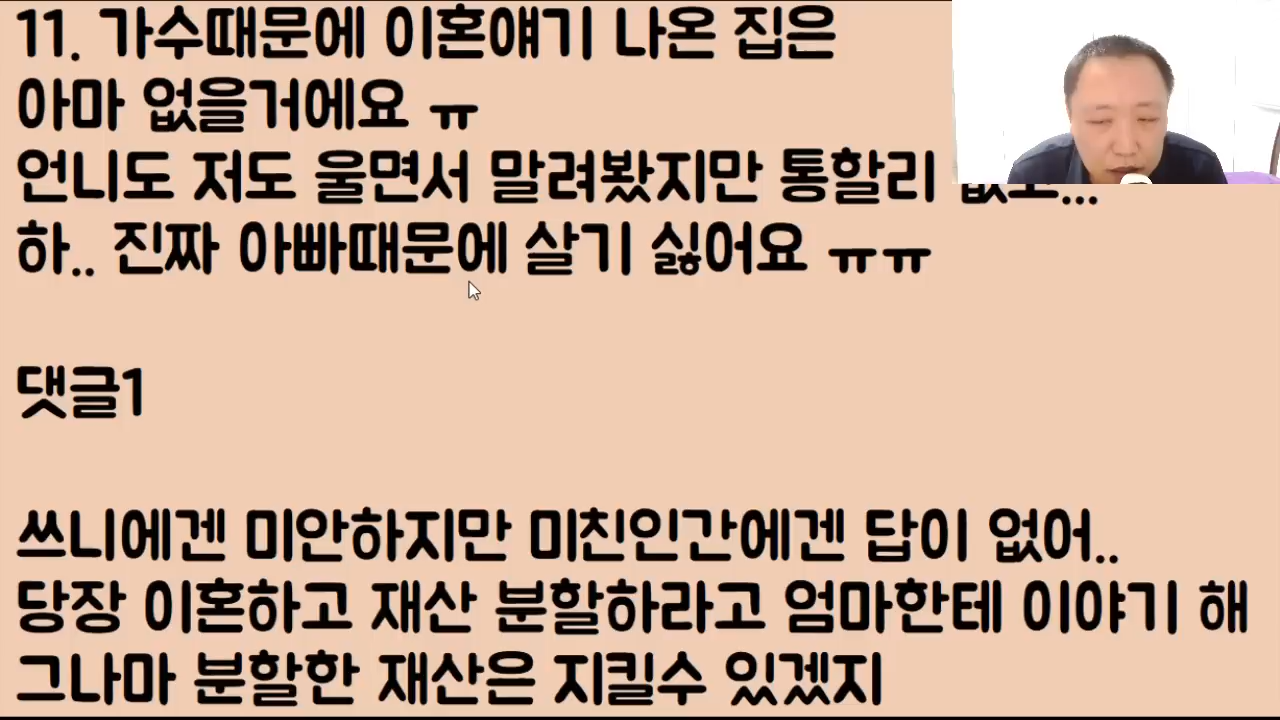 11. 가수때문에 이혼얘기 나온 집은
아마 없을거에요 ㅠ
언니도 저도 울면서 말려봤지만 통할리
하.. 진짜 아빠때문에 살기 싫어요 ㅠㅠ
댓글1
쓰니에겐 미안하지만 미친인간에겐 답이 없어..
당장 이혼하고 재산 분할하라고 엄마한테 이야기 해
그나마 분할한 재산은 지킬수 있겠지